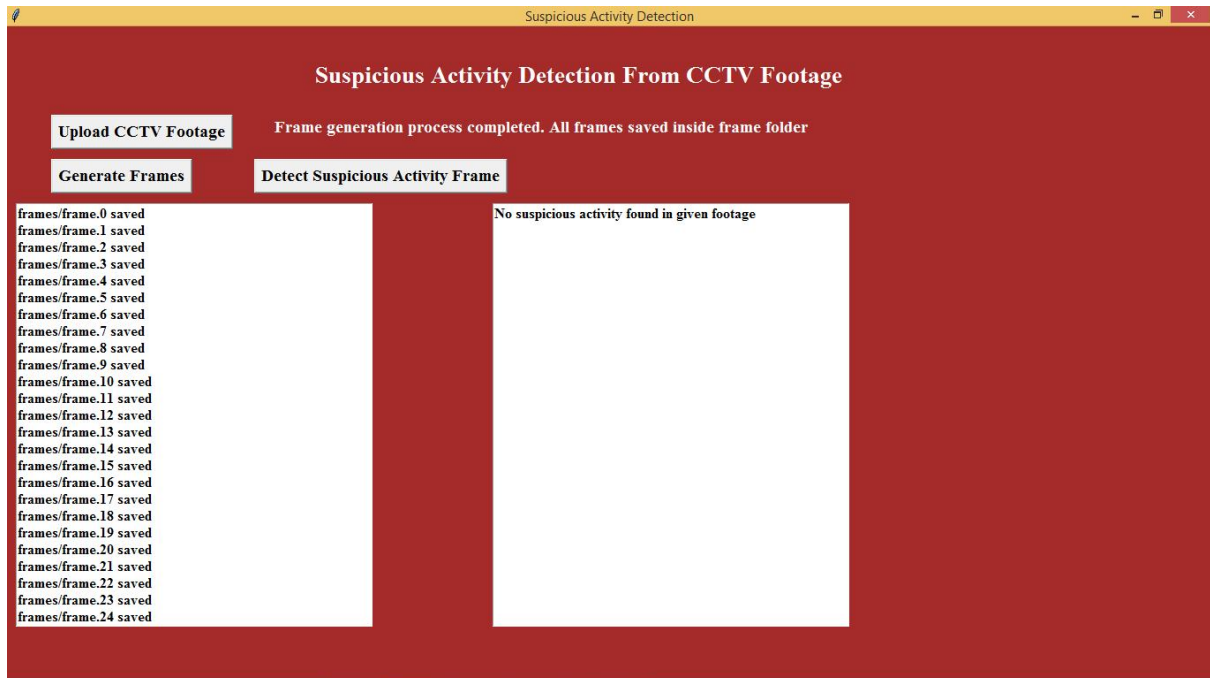 Suspicious Activity Detection
Suspicious Activity Detection From CCTV Footage
Upload CCTV Footage
Frame generation process completed. All frames saved inside frame folder
Generate Frames
Detect Suspicious Activity Frame
frames/frame.0 saved
frames/frame.1 saved
frames/frame.2 saved
frames/frame.3 saved
frames/frame.4 saved
frames/frame.5 saved
frames/frame.6 saved
frames/frame.7 saved
frames/frame.8 saved
frames/frame.9 saved
frames/frame.10 saved
frames/frame.11 saved
frames/frame.12 saved
frames/frame.13 saved
frames/frame.14 saved
frames/frame.15 saved
frames/frame.16 saved
frames/frame.17 saved
frames/frame.18 saved
frames/frame.19 saved
frames/frame.20 saved
frames/frame.21 saved
frames/frame.22 saved
frames/frame.23 saved
frames/frame.24 saved
No suspicious activity found in given footage